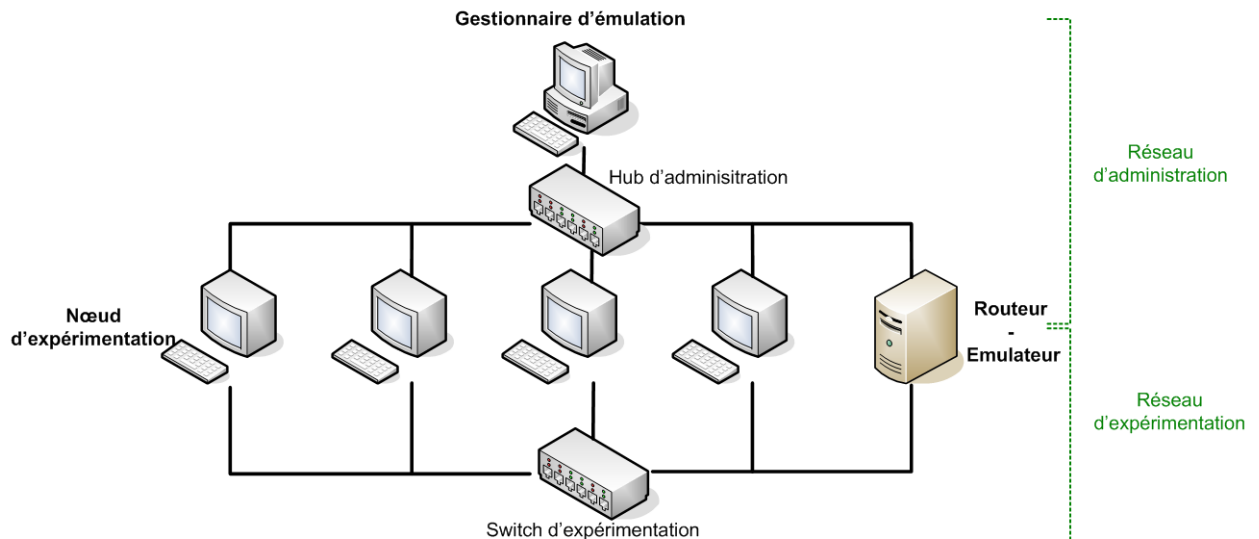 Gestionnaire d'émulation
Hub d'adminisitration
Réseau
d'administration
Nœud
d'expérimentation
Routeur
-
Emulateur
Réseau
d'expérimentation
Switch d'expérimentation